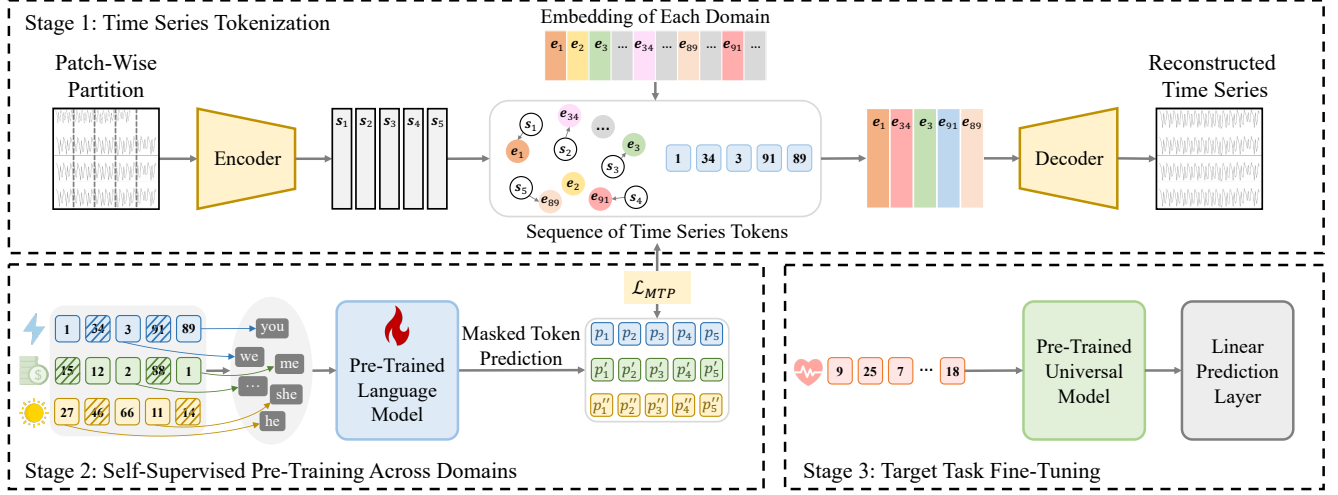 Stage 1: Time Series Tokenization
Embedding of Each Domain
e1 e2 e3 ... e34 ... e89 ... e91 ...
Patch-Wise
Partition
Encoder
s1 s2 s3 s4 s5
s1 e34 ...
e1 s2 s3 e3
s5 e2
e89 e91 s4
1 34 3 91 89
Sequence of Time Series Tokens
e1 e34 e3 e91 e89
Decoder
Reconstructed
Time Series
1 34 3 91 89
15 12 2 88 1
27 46 66 11 14
you
we
me
...
she
he
Pre-Trained
Language
Model
Masked Token
Prediction
ℒMTP
p1 p2 p3 p4 p5
p′1 p′2 p′3 p′4 p′5
p′′1 p′′2 p′′3 p′′4 p′′5
Stage 2: Self-Supervised Pre-Training Across Domains
9 25 7 ... 18
Pre-Trained
Universal
Model
Linear
Prediction
Layer
Stage 3: Target Task Fine-Tuning